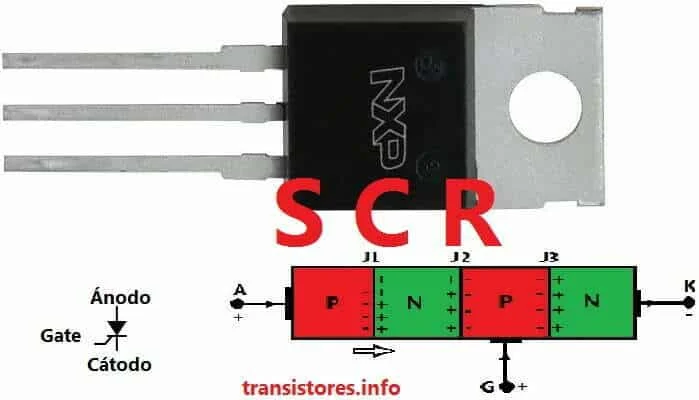 NXP
S C R
J1 J2 J3
A P N P N K
+ -
Ánodo
Gate
Cátodo
G +
transistores.info